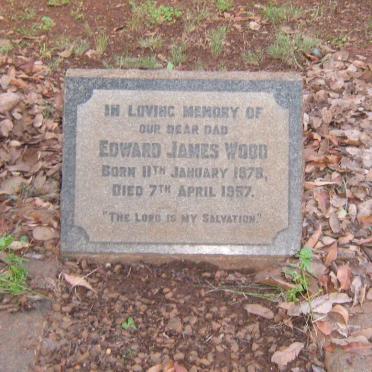 IN LOVING MEMORY OF
OUR DEAR DAD
EDWARD JAMES WOOD
BORN 11TH JANUARY 1878,
DIED 7TH APRIL 1957.
"THE LORD IS MY SALVATION."